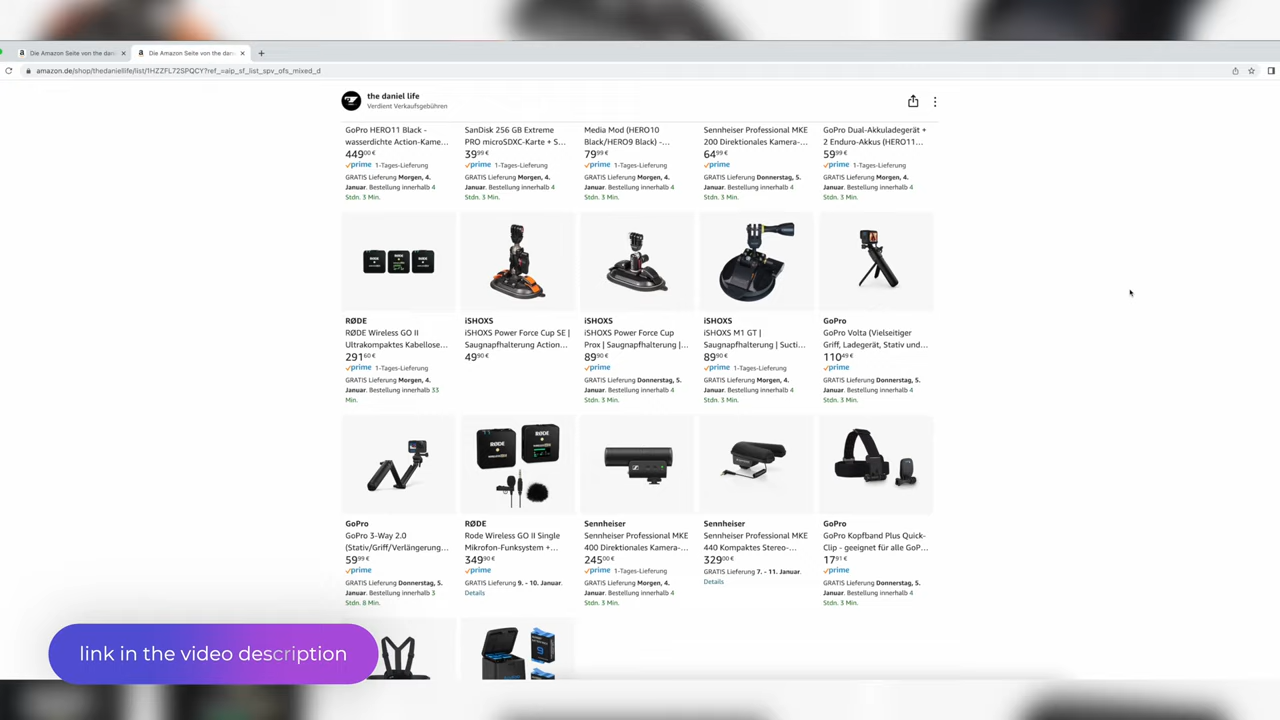 Die Amazon Seite von the dan
Die Amazon Seite von the dan
amazon.de/shop/thedaniellife/list/1HZZFL72SPQCY?ref_=aip_sf_list_spv_ofs_mixed_d
the daniel life
Verdient Verkaufsgebühren
GoPro HERO11 Black -
wasserdichte Action-Kame...
449,00 €
prime 1-Tages-Lieferung
GRATIS Lieferung Morgen, 4.
Januar. Bestellung innerhalb 4
Stdn. 3 Min.
SanDisk 256 GB Extreme
PRO microSDXC-Karte + S...
39,99 €
prime 1-Tages-Lieferung
GRATIS Lieferung Morgen, 4.
Januar. Bestellung innerhalb 4
Stdn. 3 Min.
Media Mod (HERO10
Black/HERO9 Black) -...
79,99 €
prime 1-Tages-Lieferung
GRATIS Lieferung Morgen, 4.
Januar. Bestellung innerhalb 4
Stdn. 3 Min.
Sennheiser Professional MKE
200 Direktionales Kamera-...
64,99 €
prime
GRATIS Lieferung Donnerstag, 5.
Januar. Bestellung innerhalb 4
Stdn. 3 Min.
GoPro Dual-Akkuladegerät +
2 Enduro-Akkus (HERO11...
59,99 €
prime 1-Tages-Lieferung
GRATIS Lieferung Morgen, 4.
Januar. Bestellung innerhalb 4
Stdn. 3 Min.
RØDE
RØDE Wireless GO II
Ultrakompaktes Kabellose...
291,60 €
prime 1-Tages-Lieferung
GRATIS Lieferung Morgen, 4.
Januar. Bestellung innerhalb 33
Min.
iSHOXS
iSHOXS Power Force Cup SE |
Saugnapfhalterung Action...
49,90 €
iSHOXS
iSHOXS Power Force Cup
Prox | Saugnapfhalterung |...
89,90 €
prime
GRATIS Lieferung Donnerstag, 5.
Januar. Bestellung innerhalb 4
Stdn. 3 Min.
iSHOXS
iSHOXS M1 GT |
Saugnapfhalterung | Sucti...
89,90 €
prime 1-Tages-Lieferung
GRATIS Lieferung Morgen, 4.
Januar. Bestellung innerhalb 4
Stdn. 3 Min.
GoPro
GoPro Volta (Vielseitiger
Griff, Ladegerät, Stativ und...
110,49 €
prime
GRATIS Lieferung Donnerstag, 5.
Januar. Bestellung innerhalb 4
Stdn. 3 Min.
GoPro
GoPro 3-Way 2.0
(Stativ/Griff/Verlängerung...
59,99 €
prime
GRATIS Lieferung Donnerstag, 5.
Januar. Bestellung innerhalb 3
Stdn. 8 Min.
RØDE
Rode Wireless GO II Single
Mikrofon-Funksystem +...
349,90 €
prime
GRATIS Lieferung 9. - 10. Januar.
Details
Sennheiser
Sennheiser Professional MKE
400 Direktionales Kamera-...
245,00 €
prime 1-Tages-Lieferung
GRATIS Lieferung Morgen, 4.
Januar. Bestellung innerhalb 4
Stdn. 3 Min.
Sennheiser
Sennheiser Professional MKE
440 Kompaktes Stereo-...
329,00 €
GRATIS Lieferung 7. - 11. Januar.
Details
GoPro
GoPro Kopfband Plus Quick-
Clip - geeignet für alle GoP...
17,91 €
prime
GRATIS Lieferung Donnerstag, 5.
Januar. Bestellung innerhalb 4
Stdn. 3 Min.
link in the video description